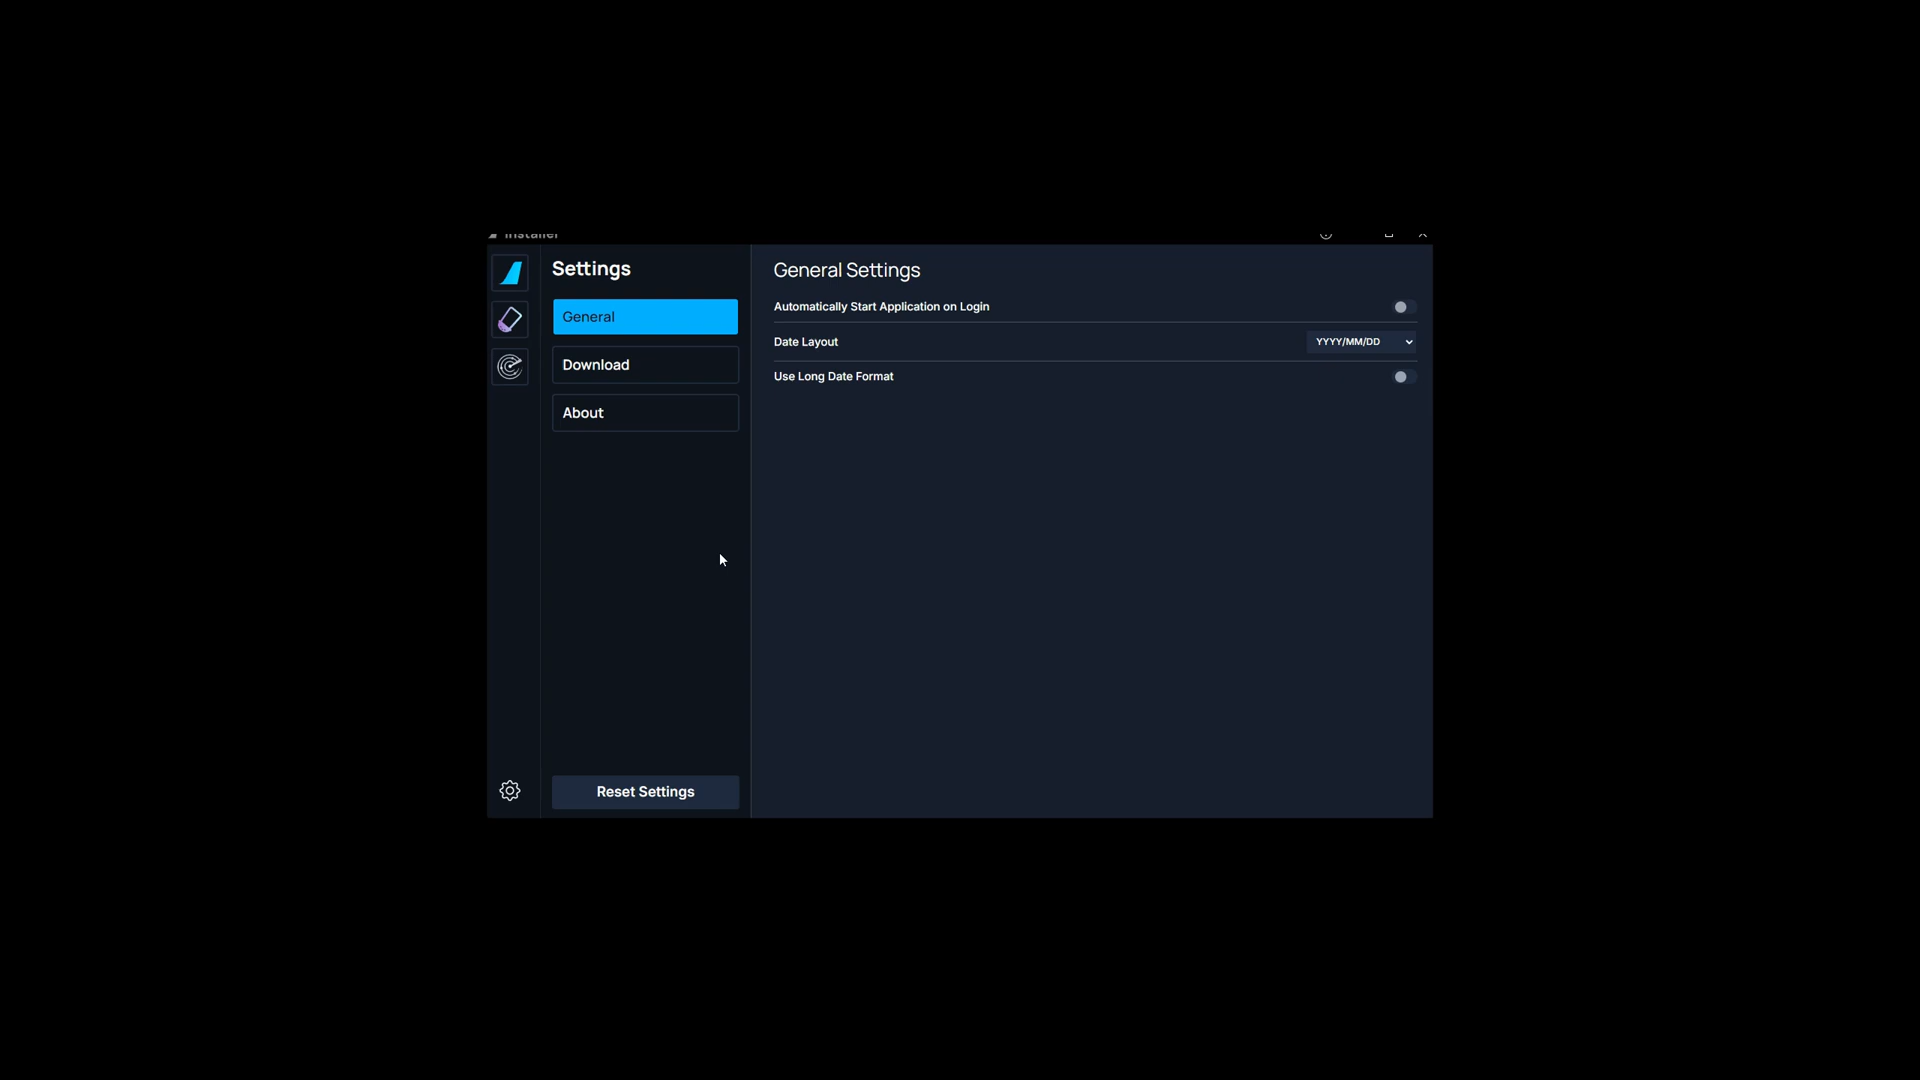 Installer
Settings
General
Download
About
Reset Settings
General Settings
Automatically Start Application on Login
Date Layout
YYYY/MM/DD
Use Long Date Format